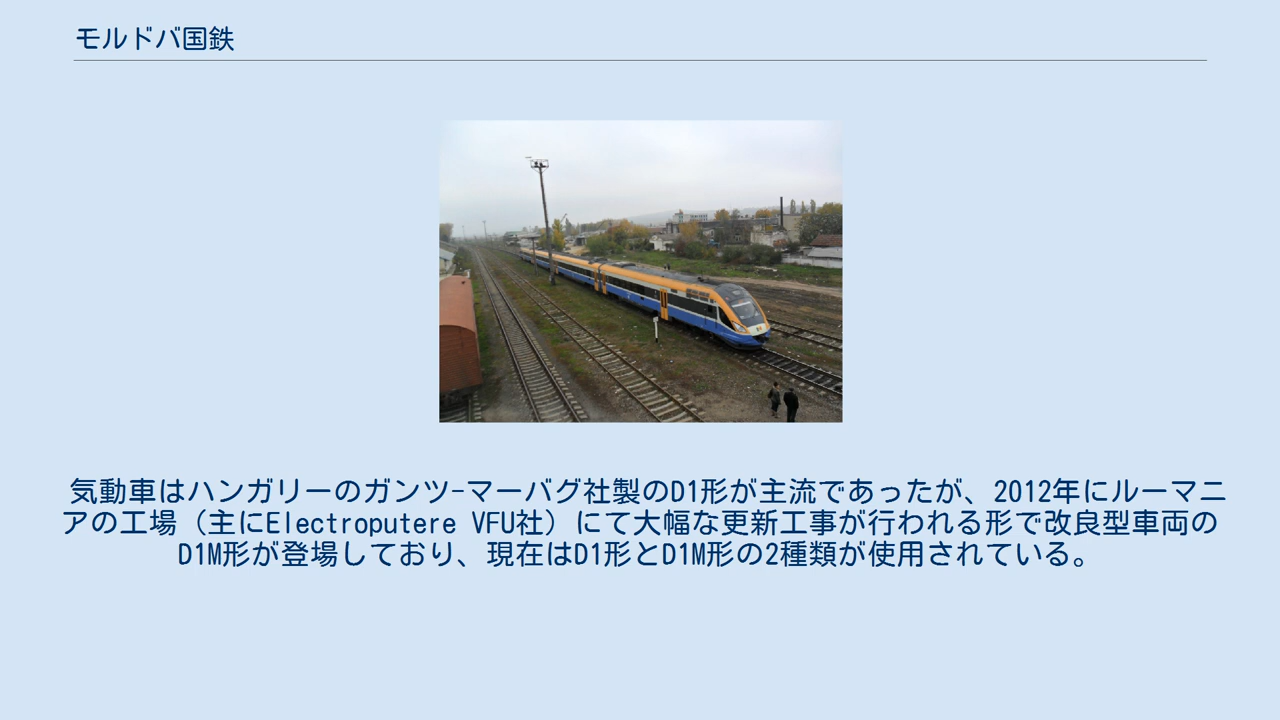 モルドバ国鉄
気動車はハンガリーのガンツ-マーバグ社製のD1形が主流であったが、2012年にルーマニ
アの工場（主にElectroputere VFU社）にて大幅な更新工事が行われる形で改良型車両の
D1M形が登場しており、現在はD1形とD1M形の2種類が使用されている。